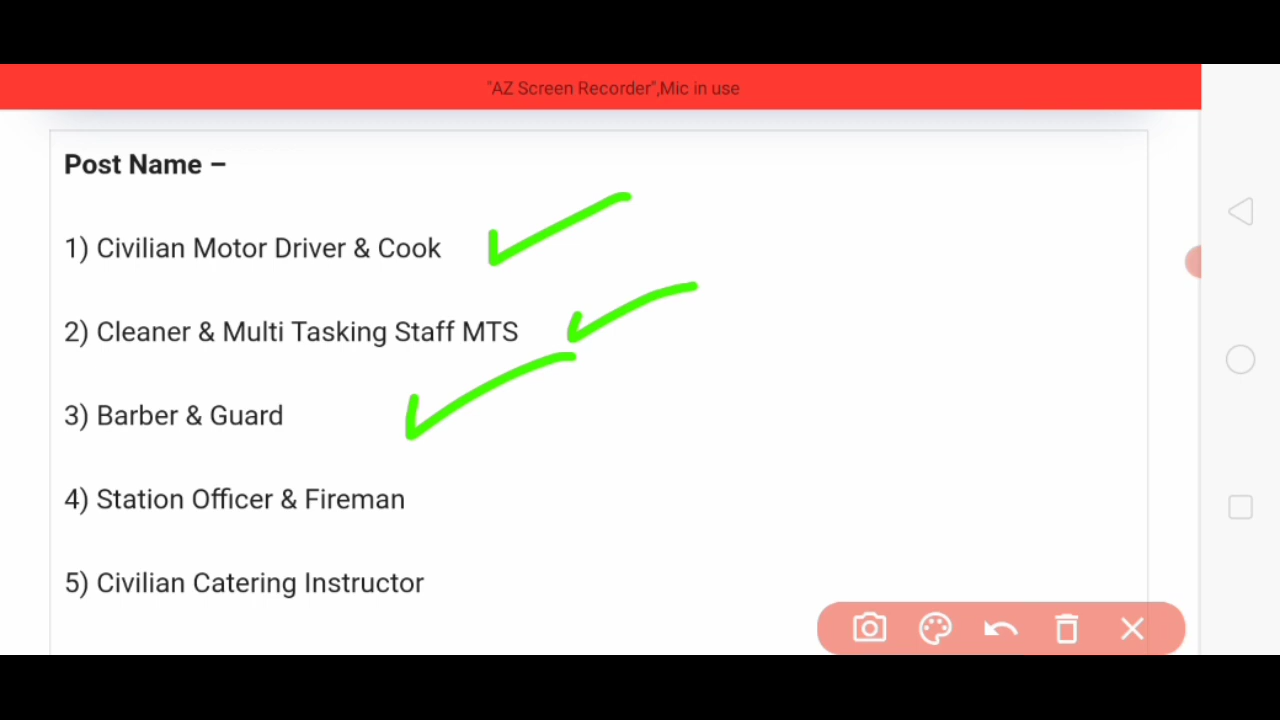 "AZ Screen Recorder",Mic in use
Post Name –
1) Civilian Motor Driver & Cook
2) Cleaner & Multi Tasking Staff MTS
3) Barber & Guard
4) Station Officer & Fireman
5) Civilian Catering Instructor